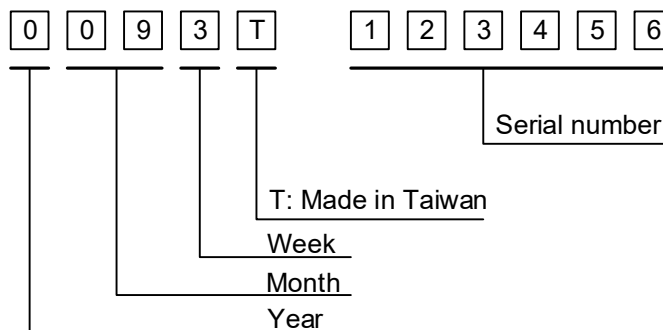 0 0 9 3 T 1 2 3 4 5 6
Serial number
T: Made in Taiwan
Week
Month
Year